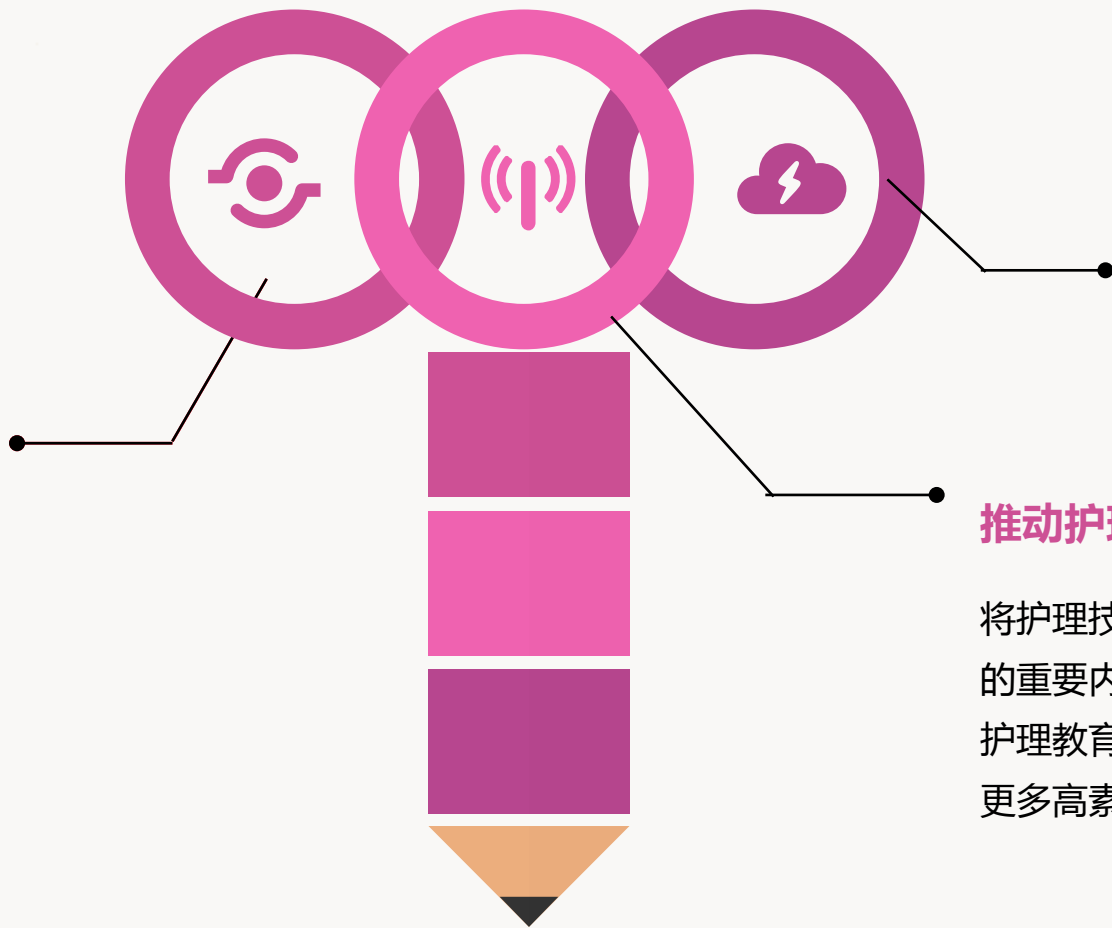 推动护
将护理技
的重要内
护理教育
更多高素